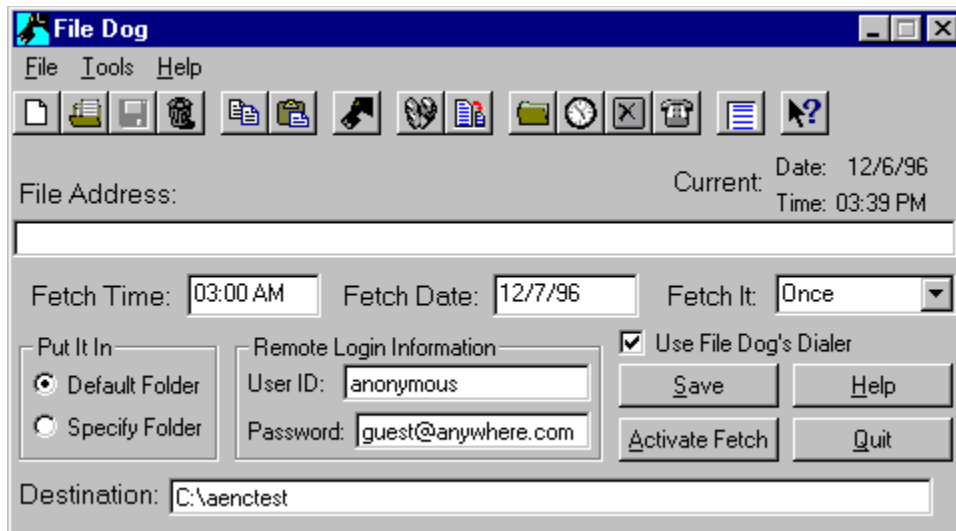 File Dog
File Tools Help
Current: Date: 12/6/96
Time: 03:39 PM
File Address:
Fetch Time: 03:00 AM Fetch Date: 12/7/96 Fetch It: Once
Put It In Remote Login Information Use File Dog's Dialer
Default Folder User ID: anonymous Save Help
Specify Folder Password: guest@anywhere.com Activate Fetch Quit
Destination: C:\aenctest